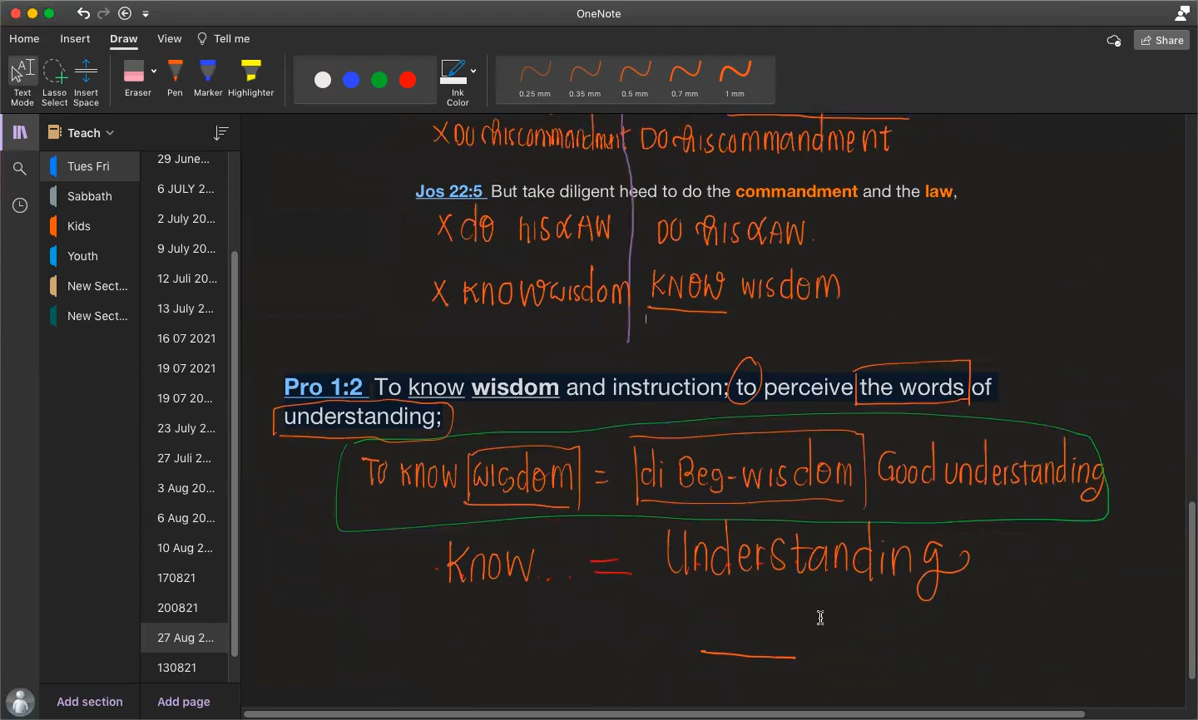 OneNote
Home Insert Draw View Tell me
Share
Text Mode
Lasso Select
Insert Space
Eraser
Pen
Marker
Highlighter
Ink Color
0.25 mm 0.35 mm 0.5 mm 0.7 mm 1 mm
Teach
Tues Fri
Sabbath
Kids
Youth
New Sect...
New Sect...
29 June...
6 JULY 2...
2 July 20...
9 July 20...
12 Juli 20...
13 July 2...
16 07 2021
19 07 2021
19 07 202...
23 July 2...
27 Juli 2...
3 Aug 20...
6 Aug 20...
10 Aug 2...
170821
200821
27 Aug 2...
130821
Add section
Add page
X Do this commandment Do this commandment
Jos 22:5 But take diligent heed to do the commandment and the law,
X do his LAW DO this LAW.
X KNOW wisdom KNOW wisdom
Pro 1:2 To know wisdom and instruction; to perceive the words of
understanding;
To know wisdom = di Beg-wisdom Good understanding
Know... = Understanding